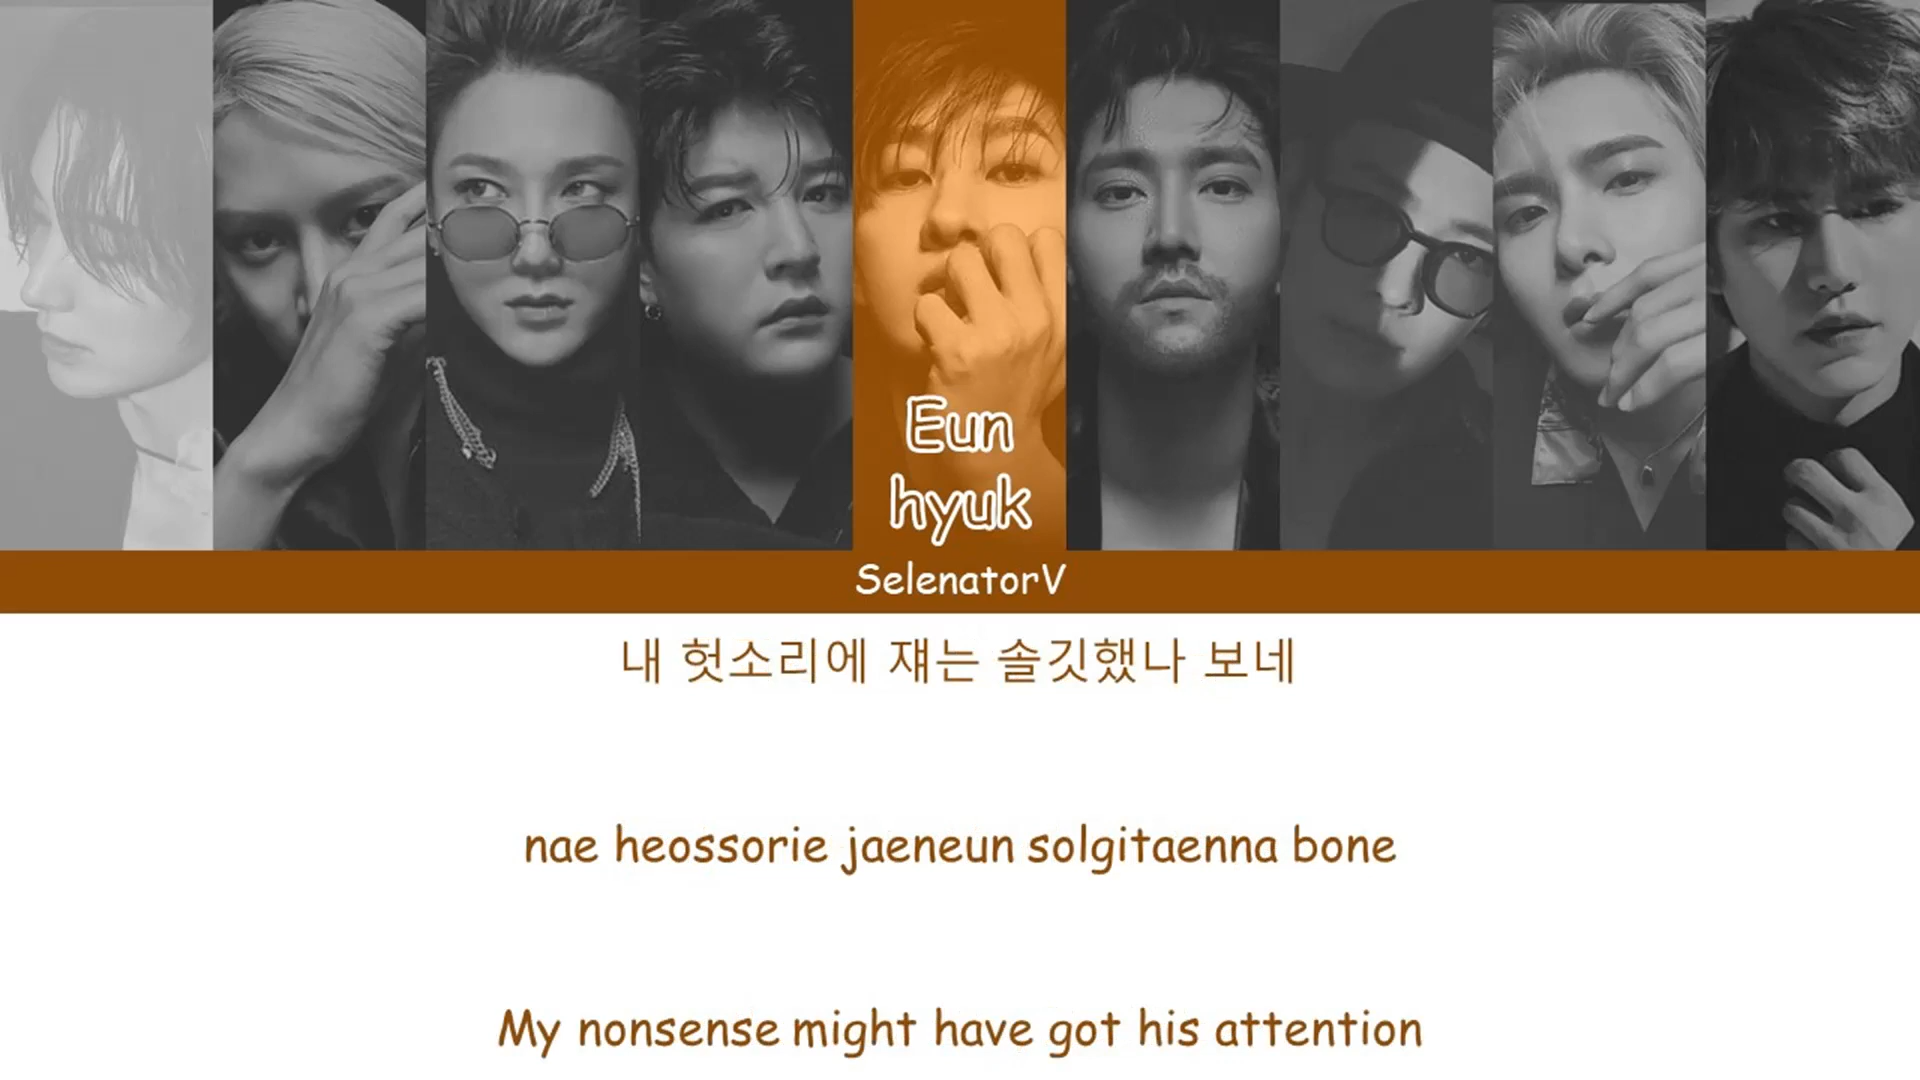 Eun
hyuk
SelenatorV
내 헛소리에 쟤는 솔깃했나 보네
nae heossorie jaeneun solgitaenna bone
My nonsense might have got his attention